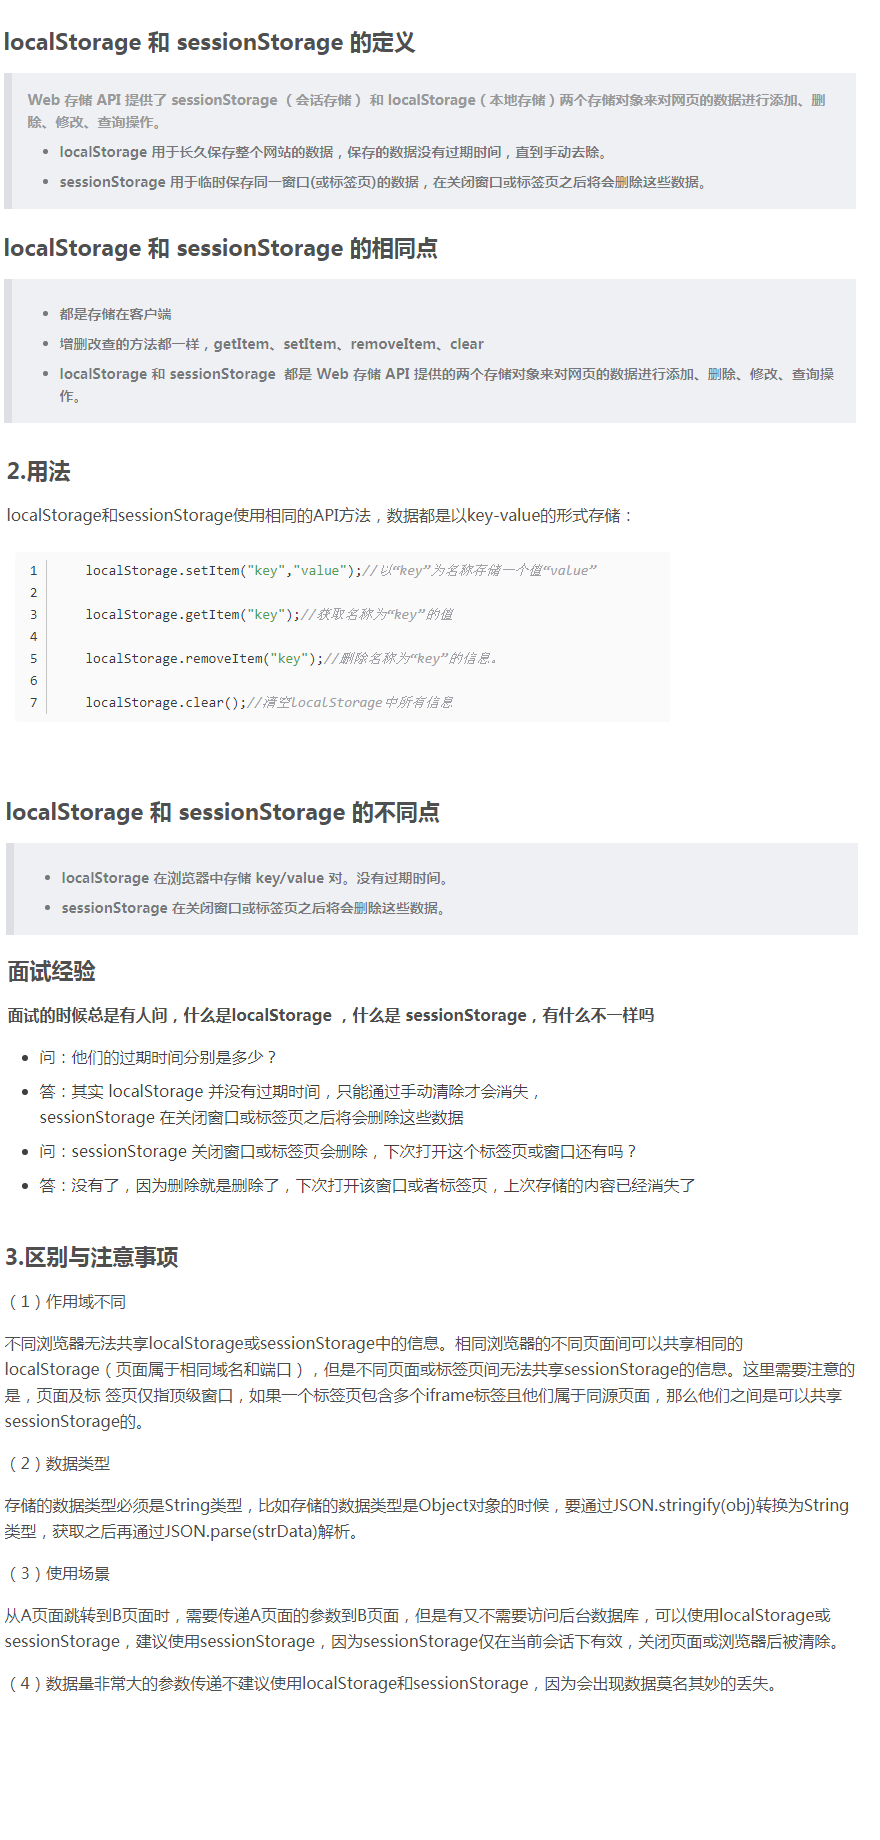 localStorage 和 sessionStorage 的定义
Web 存储 API 提供了 sessionStorage （会话存储） 和 localStorage（本地存储）两个存储对象来对网页的数据进行添加、删
除、修改、查询操作。
• localStorage 用于长久保存整个网站的数据，保存的数据没有过期时间，直到手动去除。
• sessionStorage 用于临时保存同一窗口(或标签页)的数据，在关闭窗口或标签页之后将会删除这些数据。
localStorage 和 sessionStorage 的相同点
• 都是存储在客户端
• 增删改查的方法都一样，getItem、setItem、removeItem、clear
• localStorage 和 sessionStorage  都是 Web 存储 API 提供的两个存储对象来对网页的数据进行添加、删除、修改、查询操
作。
2.用法
localStorage和sessionStorage使用相同的API方法，数据都是以key-value的形式存储：
1 localStorage.setItem("key","value");//以“key”为名称存储一个值“value”
2
3 localStorage.getItem("key");//获取名称为“key”的值
4
5 localStorage.removeItem("key");//删除名称为“key”的信息。
6
7 localStorage.clear();//清空localStorage中所有信息
localStorage 和 sessionStorage 的不同点
• localStorage 在浏览器中存储 key/value 对。没有过期时间。
• sessionStorage 在关闭窗口或标签页之后将会删除这些数据。
面试经验
面试的时候总是有人问，什么是localStorage ，什么是 sessionStorage，有什么不一样吗
• 问：他们的过期时间分别是多少？
• 答：其实 localStorage 并没有过期时间，只能通过手动清除才会消失，
sessionStorage 在关闭窗口或标签页之后将会删除这些数据
• 问：sessionStorage 关闭窗口或标签页会删除，下次打开这个标签页或窗口还有吗？
• 答：没有了，因为删除就是删除了，下次打开该窗口或者标签页，上次存储的内容已经消失了
3.区别与注意事项
（1）作用域不同
不同浏览器无法共享localStorage或sessionStorage中的信息。相同浏览器的不同页面间可以共享相同的
localStorage（页面属于相同域名和端口），但是不同页面或标签页间无法共享sessionStorage的信息。这里需要注意的
是，页面及标 签页仅指顶级窗口，如果一个标签页包含多个iframe标签且他们属于同源页面，那么他们之间是可以共享
sessionStorage的。
（2）数据类型
存储的数据类型必须是String类型，比如存储的数据类型是Object对象的时候，要通过JSON.stringify(obj)转换为String
类型，获取之后再通过JSON.parse(strData)解析。
（3）使用场景
从A页面跳转到B页面时，需要传递A页面的参数到B页面，但是有又不需要访问后台数据库，可以使用localStorage或
sessionStorage，建议使用sessionStorage，因为sessionStorage仅在当前会话下有效，关闭页面或浏览器后被清除。
（4）数据量非常大的参数传递不建议使用localStorage和sessionStorage，因为会出现数据莫名其妙的丢失。